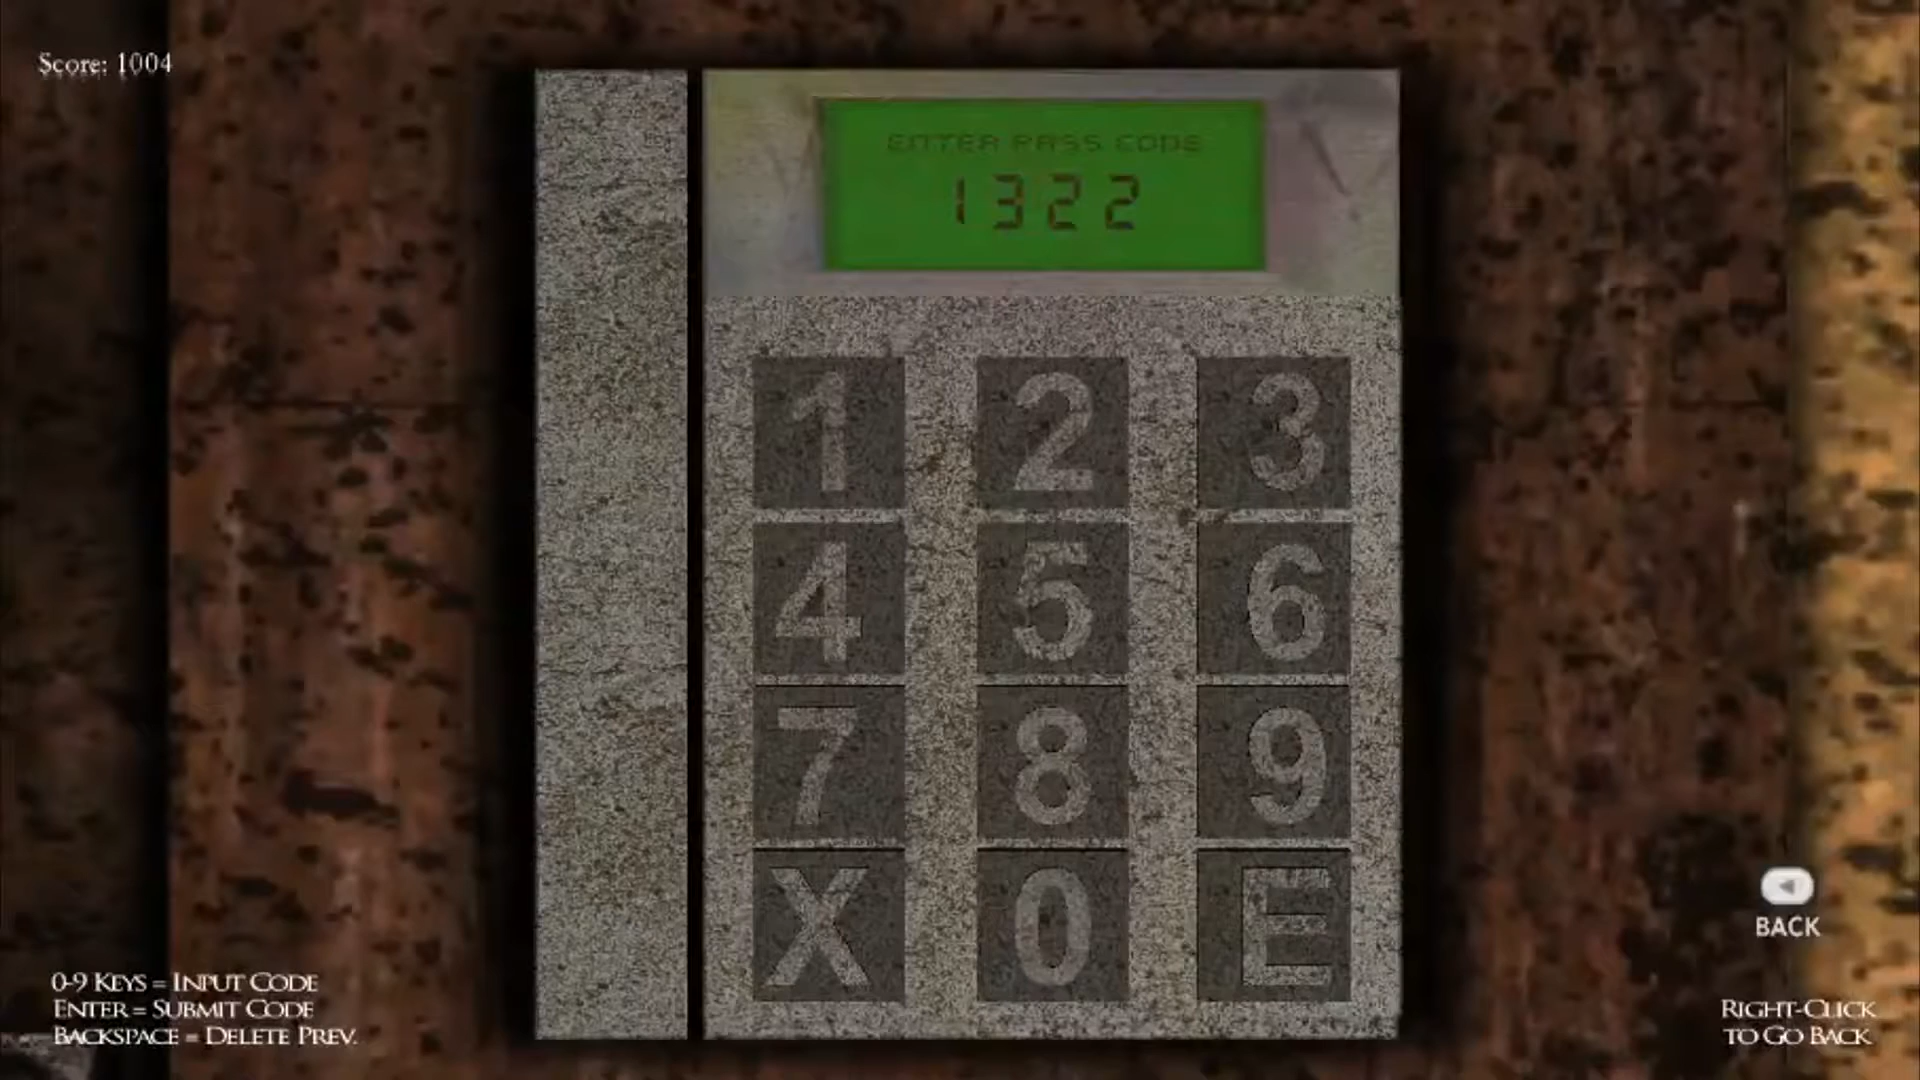 Score: 1004
ENTER PASS CODE
1322
1 2 3
4 5 6
7 8 9
X 0 E
BACK
0-9 KEYS = INPUT CODE
ENTER = SUBMIT CODE
BACKSPACE = DELETE PREV.
RIGHT-CLICK
TO GO BACK